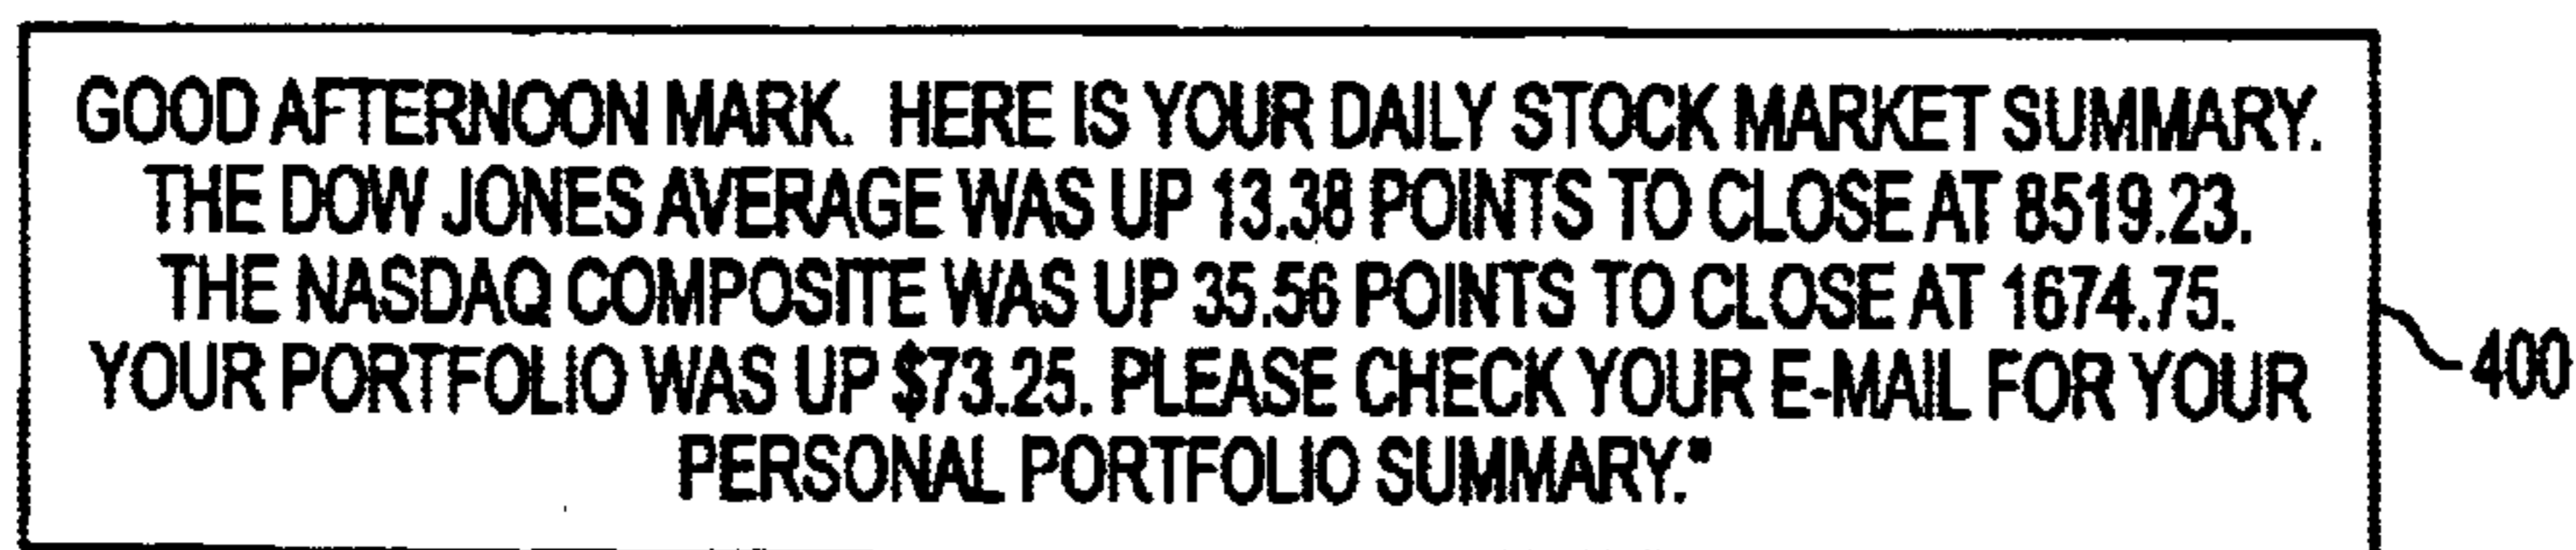 GOOD AFTERNOON MARK. HERE IS YOUR DAILY STOCK MARKET SUMMARY.
THE DOW JONES AVERAGE WAS UP 13.38 POINTS TO CLOSE AT 8519.23.
THE NASDAQ COMPOSITE WAS UP 35.56 POINTS TO CLOSE AT 1674.75.
YOUR PORTFOLIO WAS UP $73.25. PLEASE CHECK YOUR E-MAIL FOR YOUR
PERSONAL PORTFOLIO SUMMARY."
400